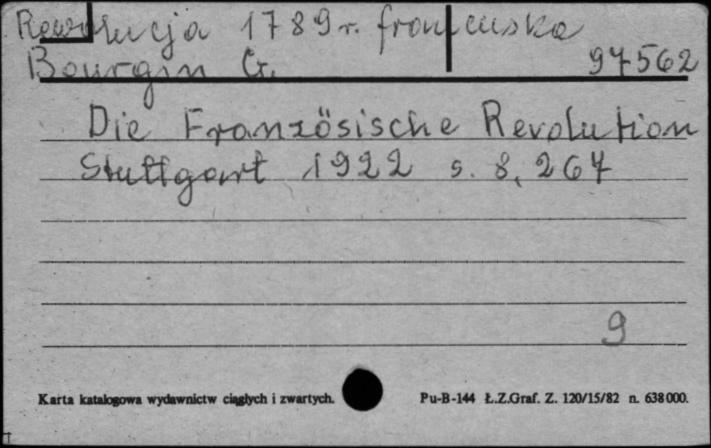 Rewolucja 1789 r. francuska
Bourgin G. 97562
Die Französische Revolution
Stuttgart 1922 s. 8, 267
9
Karta katalogowa wydawnictw ciągłych i zwartych. Pu-B-144 Ł.Z.Graf. Z. 120/15/82 n. 638000.